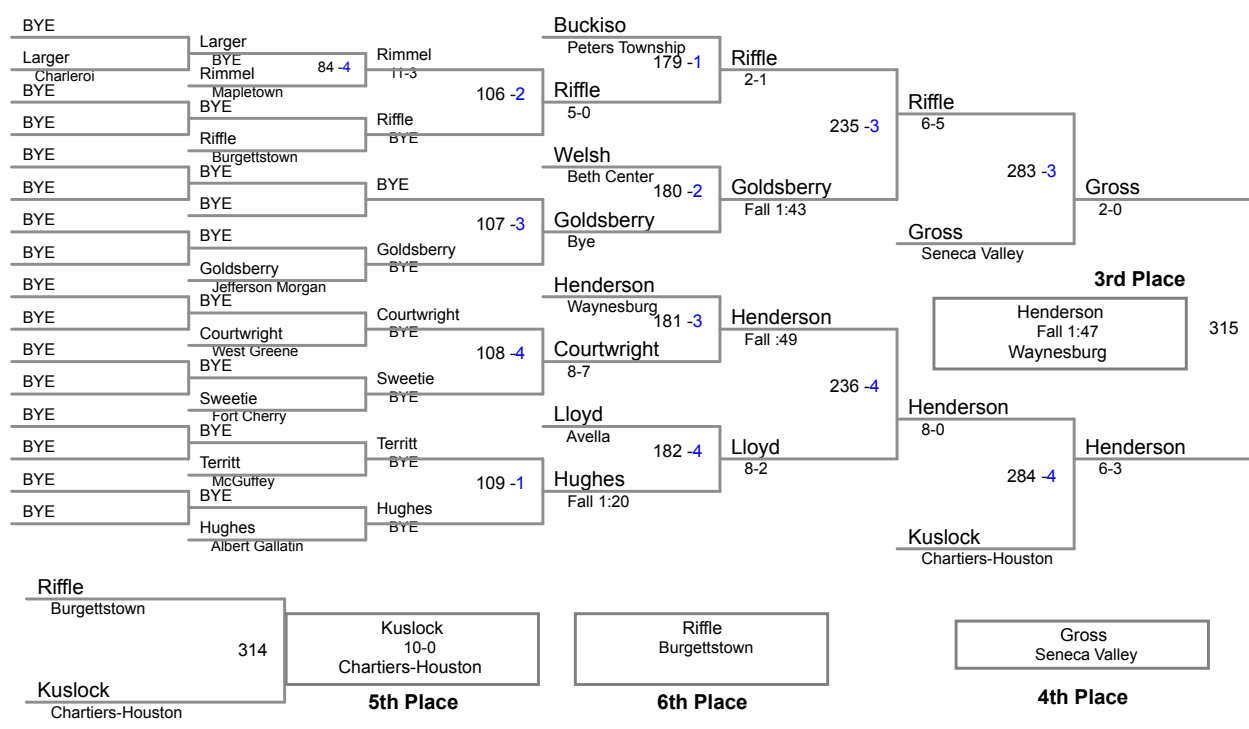 BYE
Larger
Charleroi
BYE
BYE
BYE
BYE
BYE
BYE
BYE
BYE
BYE
BYE
BYE
BYE
BYE
BYE
Larger
BYE
84 -4
Rimmel
Mapletown
BYE
Riffle
Burgettstown
BYE
BYE
BYE
Goldsberry
Jefferson Morgan
BYE
Courtwright
West Greene
BYE
Sweetie
Fort Cherry
BYE
Territt
McGuffey
BYE
Hughes
Albert Gallatin
Rimmel
11-3
106 -2
Riffle
BYE
BYE
107 -3
Goldsberry
BYE
Courtwright
BYE
108 -4
Sweetie
BYE
Territt
BYE
109 -1
Hughes
BYE
Buckiso
Peters Township
179 -1
Riffle
5-0
Welsh
Beth Center
180 -2
Goldsberry
Bye
Henderson
Waynesburg
181 -3
Courtwright
8-7
Lloyd
Avella
182 -4
Hughes
Fall 1:20
Riffle
2-1
235 -3
Goldsberry
Fall 1:43
Henderson
Fall :49
236 -4
Lloyd
8-2
Riffle
6-5
283 -3
Gross
Seneca Valley
Gross
2-0
3rd Place
Henderson
Fall 1:47
Waynesburg
315
Henderson
8-0
284 -4
Henderson
6-3
Kuslock
Chartiers-Houston
Riffle
Burgettstown
314
Kuslock
Chartiers-Houston
Kuslock
10-0
Chartiers-Houston
5th Place
Riffle
Burgettstown
6th Place
Gross
Seneca Valley
4th Place